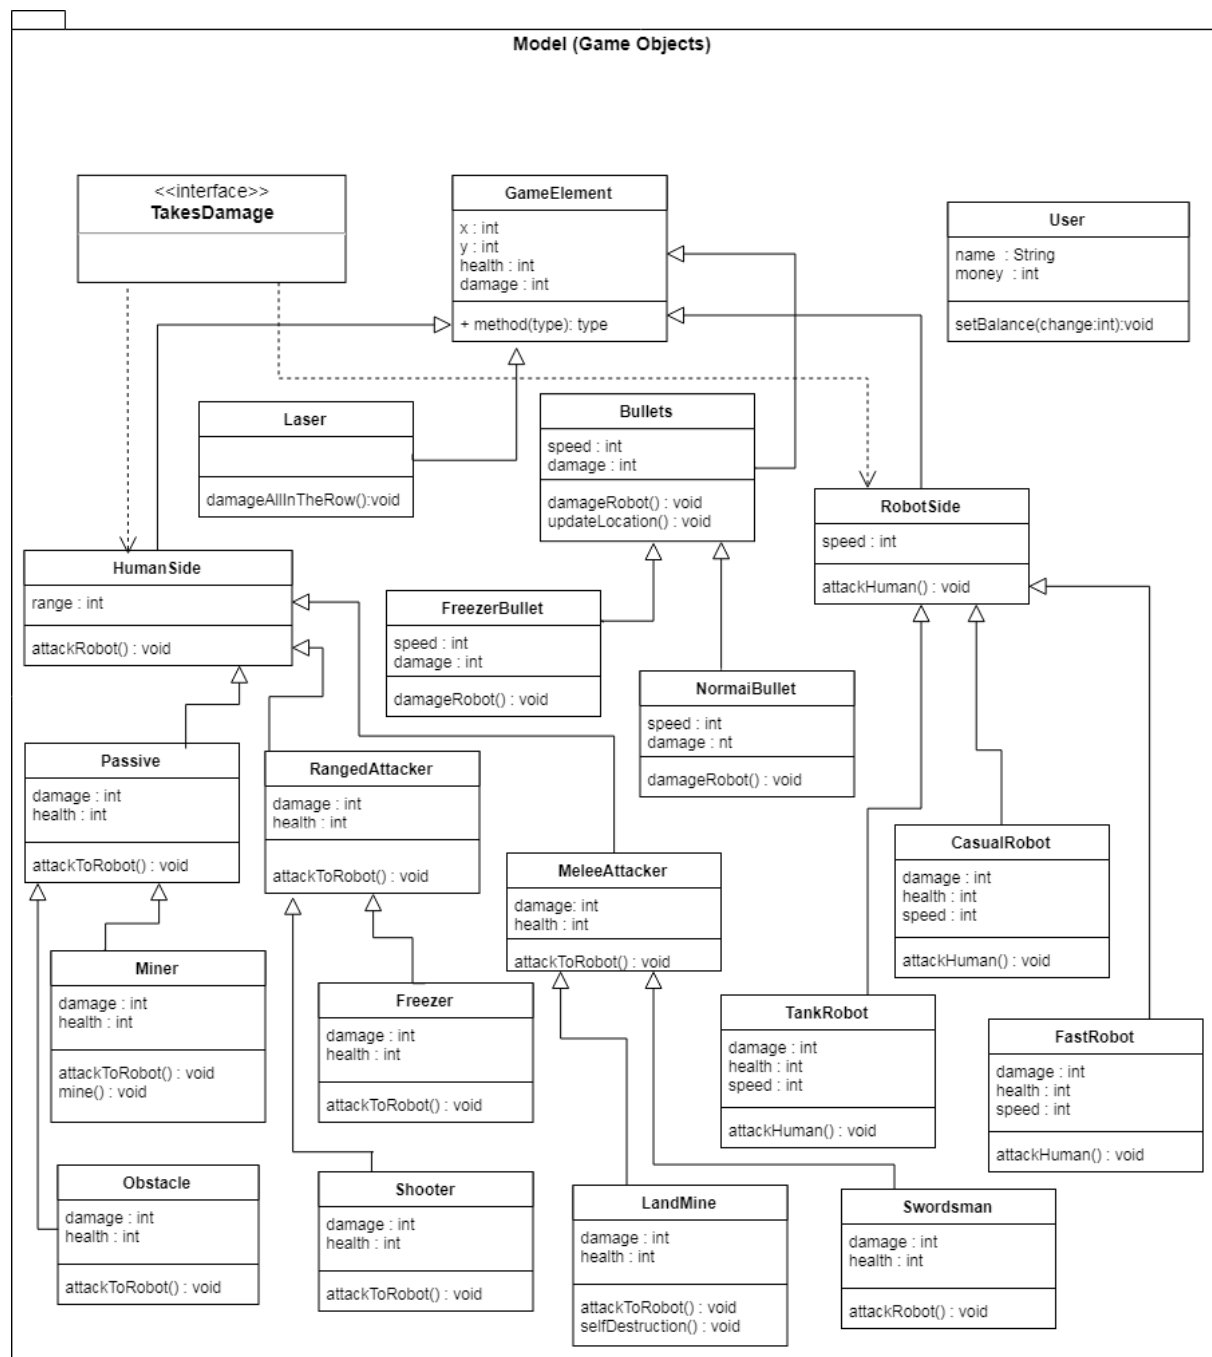 Model (Game Objects)
<<interface>>
TakesDamage
GameElement
x : int
y : int
health : int
damage : int
+ method(type): type
User
name : String
money : int
setBalance(change:int):void
Laser
damageAllInTheRow():void
Bullets
speed : int
damage : int
damageRobot() : void
updateLocation() : void
RobotSide
speed : int
attackHuman() : void
HumanSide
range : int
attackRobot() : void
FreezerBullet
speed : int
damage : int
damageRobot() : void
NormaiBullet
speed : int
damage : nt
damageRobot() : void
Passive
damage : int
health : int
attackToRobot() : void
RangedAttacker
damage : int
health : int
attackToRobot() : void
MeleeAttacker
damage: int
health : int
attackToRobot() : void
CasualRobot
damage : int
health : int
speed : int
attackHuman() : void
Miner
damage : int
health : int
attackToRobot() : void
mine() : void
Freezer
damage : int
health : int
attackToRobot() : void
TankRobot
damage : int
health : int
speed : int
attackHuman() : void
FastRobot
damage : int
health : int
speed : int
attackHuman() : void
Obstacle
damage : int
health : int
attackToRobot() : void
Shooter
damage : int
health : int
attackToRobot() : void
LandMine
damage : int
health : int
attackToRobot() : void
selfDestruction() : void
Swordsman
damage : int
health : int
attackRobot() : void